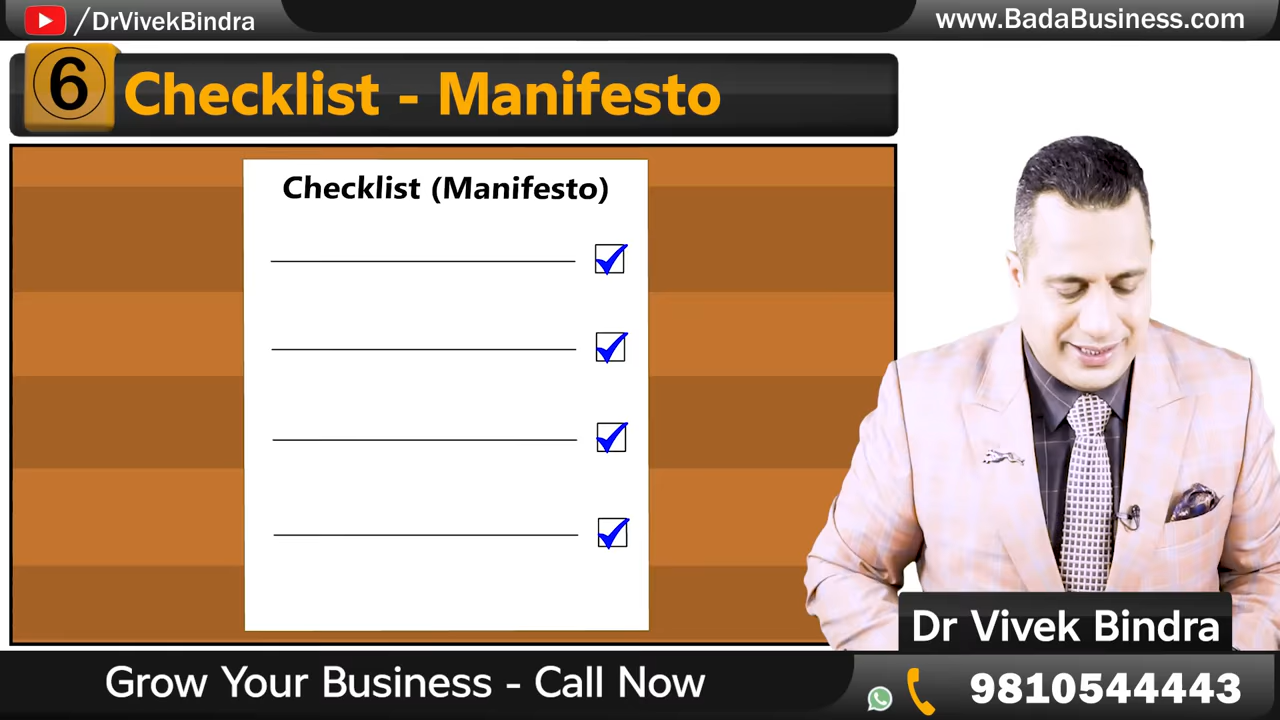 /DrVivekBindra
www.BadaBusiness.com
6 Checklist - Manifesto
Checklist (Manifesto)
Dr Vivek Bindra
Grow Your Business - Call Now
9810544443